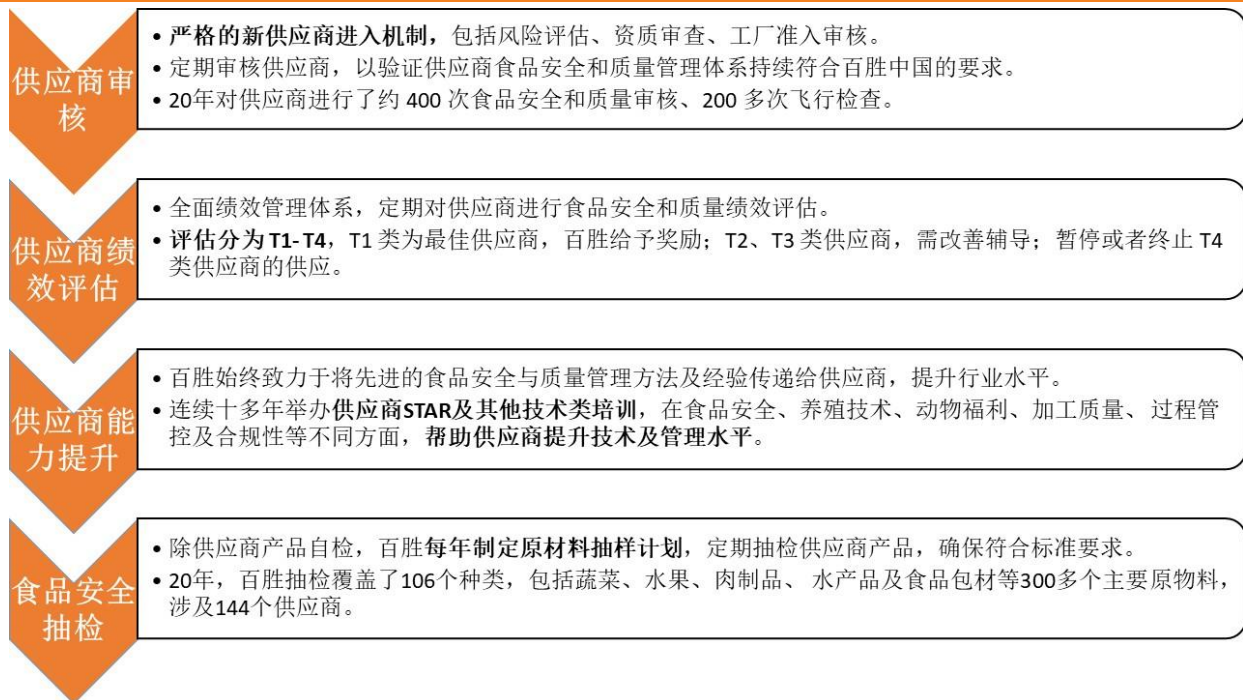 供应商审
核
• 严格的新供应商进入机制，包括风险评估、资质审查、工厂准入审核。
• 定期审核供应商，以验证供应商食品安全和质量管理体系持续符合百胜中国的要求。
• 20年对供应商进行了约 400 次食品安全和质量审核、200 多次飞行检查。
供应商绩
效评估
• 全面绩效管理体系，定期对供应商进行食品安全和质量绩效评估。
• 评估分为 T1-T4，T1 类为最佳供应商，百胜给予奖励；T2、T3 类供应商，需改善辅导；暂停或者终止 T4
类供应商的供应。
供应商能
力提升
• 百胜始终致力于将先进的食品安全与质量管理方法及经验传递给供应商，提升行业水平。
• 连续十多年举办供应商STAR及其他技术类培训，在食品安全、养殖技术、动物福利、加工质量、过程管
控及合规性等不同方面，帮助供应商提升技术及管理水平。
食品安全
抽检
• 除供应商产品自检，百胜每年制定原材料抽样计划，定期抽检供应商产品，确保符合标准要求。
• 20年，百胜抽检覆盖了106个种类，包括蔬菜、水果、肉制品、水产品及食品包材等300多个主要原物料，
涉及144个供应商。